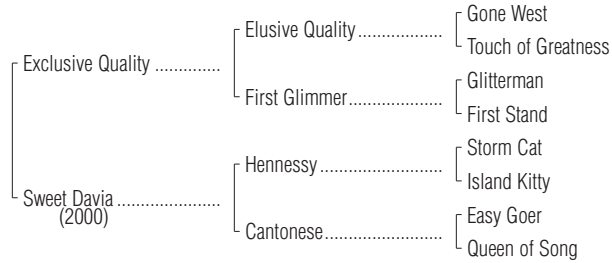 Gone West
Elusive Quality ..................
Touch of Greatness
Exclusive Quality ..............
Glitterman
First Glimmer ....................
First Stand
Storm Cat
Hennessy ..........................
Island Kitty
Sweet Davia ......................
(2000)
Easy Goer
Cantonese .........................
Queen of Song